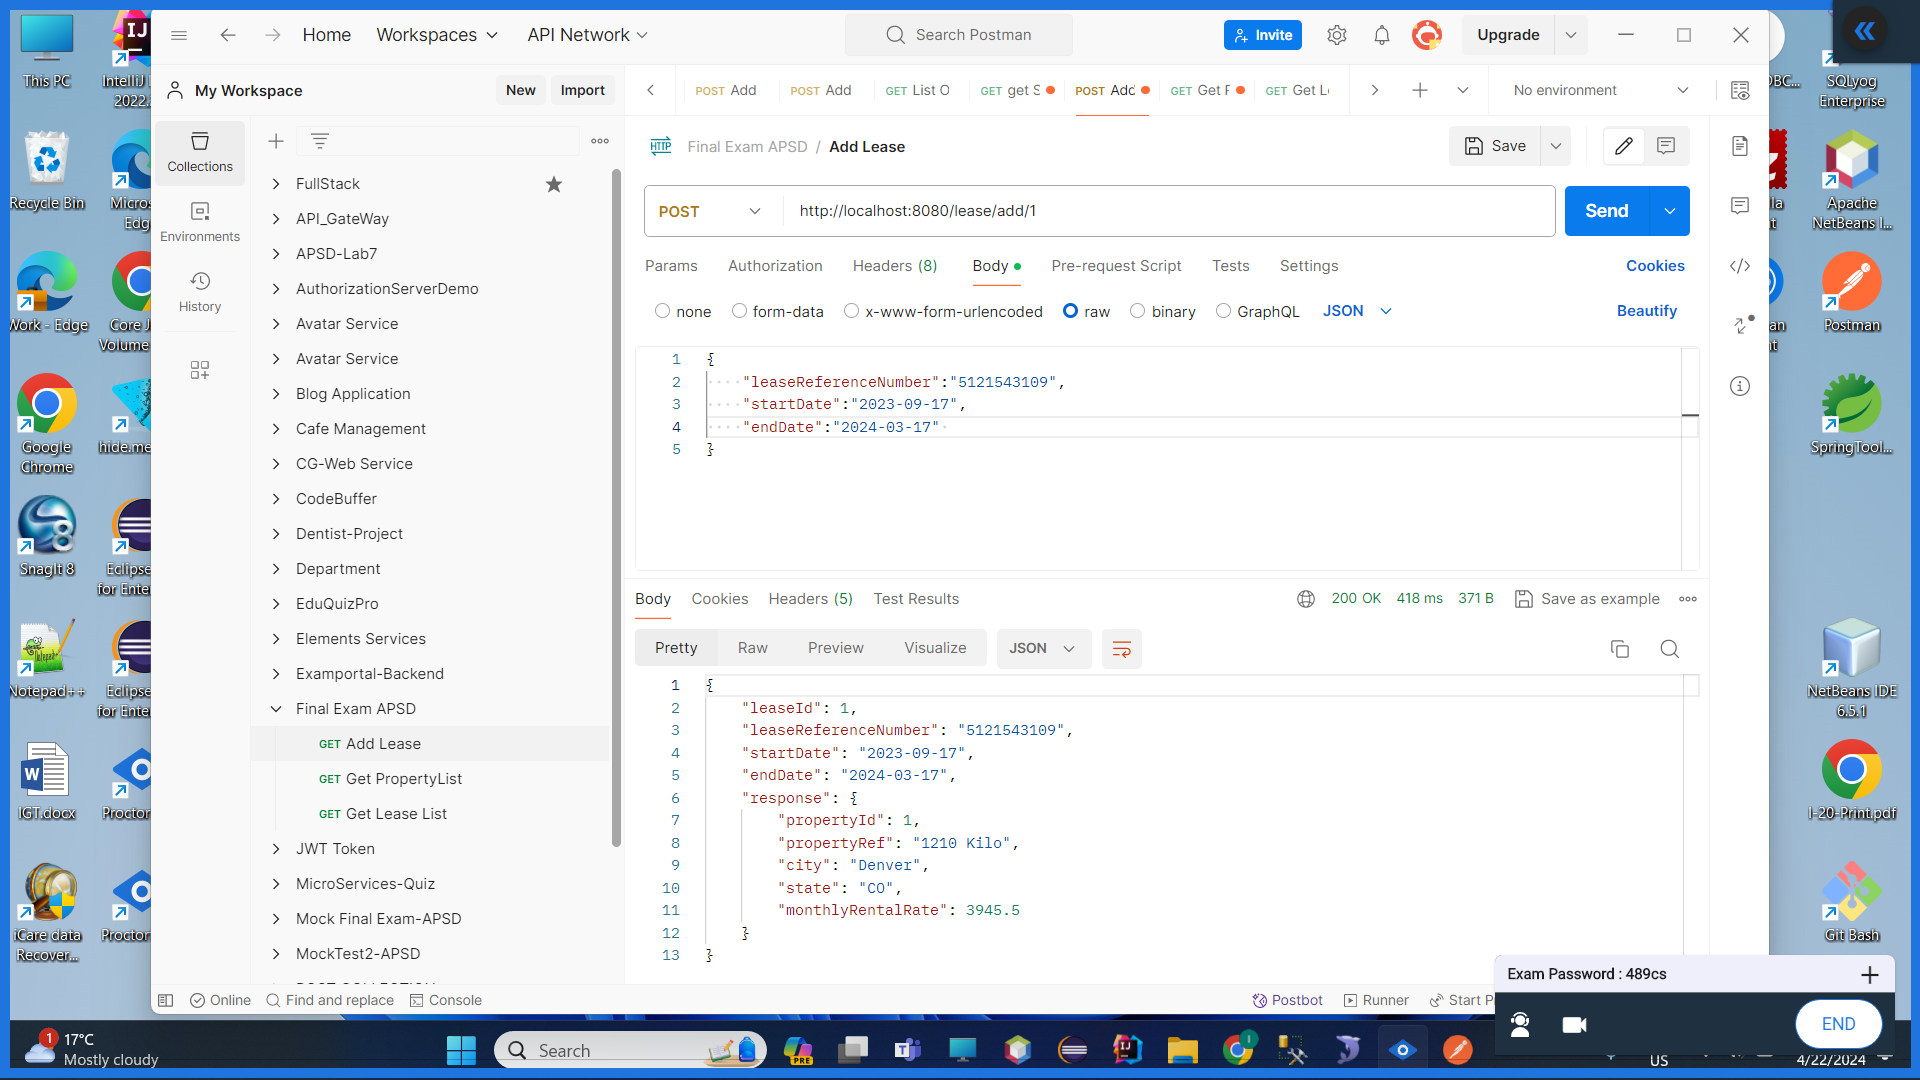 This PC
IntelliJ
2022.
Recycle Bin
Micros
Edg
Work - Edge
Core J
Volume
Google
Chrome
hide.me
SnagIt 8
Eclipse
for Ente
Notepad++
Eclipse
for Ente
IGT.docx
Proctor
iCare data
Recover...
Proctor
Home
Workspaces
API Network
Search Postman
Invite
Upgrade
My Workspace
New
Import
POST Add
POST Add
GET List O
GET get S
POST Add
GET Get P
GET Get L
No environment
Collections
Environments
History
FullStack
API_GateWay
APSD-Lab7
AuthorizationServerDemo
Avatar Service
Avatar Service
Blog Application
Cafe Management
CG-Web Service
CodeBuffer
Dentist-Project
Department
EduQuizPro
Elements Services
Examportal-Backend
Final Exam APSD
GET Add Lease
GET Get PropertyList
GET Get Lease List
JWT Token
MicroServices-Quiz
Mock Final Exam-APSD
MockTest2-APSD
HTTP Final Exam APSD / Add Lease
Save
POST
http://localhost:8080/lease/add/1
Send
Params
Authorization
Headers (8)
Body
Pre-request Script
Tests
Settings
Cookies
none
form-data
x-www-form-urlencoded
raw
binary
GraphQL
JSON
Beautify
1 {
2 "leaseReferenceNumber":"5121543109",
3 "startDate":"2023-09-17",
4 "endDate":"2024-03-17"
5 }
Body
Cookies
Headers (5)
Test Results
200 OK
418 ms
371 B
Save as example
Pretty
Raw
Preview
Visualize
JSON
1 {
2 "leaseId": 1,
3 "leaseReferenceNumber": "5121543109",
4 "startDate": "2023-09-17",
5 "endDate": "2024-03-17",
6 "response": {
7 "propertyId": 1,
8 "propertyRef": "1210 Kilo",
9 "city": "Denver",
10 "state": "CO",
11 "monthlyRentalRate": 3945.5
12 }
13 }
Online
Find and replace
Console
Postbot
Runner
Start P
SQLyog
Enterprise
Apache
NetBeans I...
Postman
SpringTool...
NetBeans IDE
6.5.1
I-20-Print.pdf
Git Bash
Exam Password : 489cs
END
1
17°C
Mostly cloudy
Search
PRE
US
4/22/2024